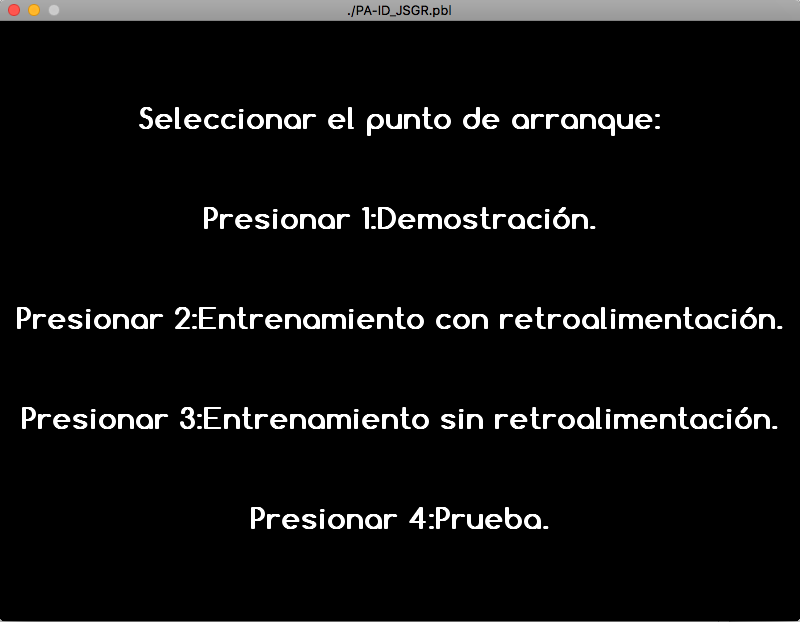 ./PA-ID_JSGR.pbl
Seleccionar el punto de arranque:
Presionar 1:Demostración.
Presionar 2:Entrenamiento con retroalimentación.
Presionar 3:Entrenamiento sin retroalimentación.
Presionar 4:Prueba.